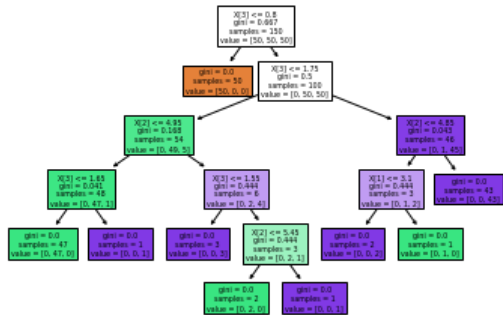 X[3] <= 0.8
gini = 0.667
samples = 150
value = [50, 50, 50]
gini = 0.0
samples = 50
value = [50, 0, 0]
X[3] <= 1.75
gini = 0.5
samples = 100
value = [0, 50, 50]
X[2] <= 4.95
gini = 0.168
samples = 54
value = [0, 49, 5]
X[2] <= 4.85
gini = 0.043
samples = 46
value = [0, 1, 45]
X[3] <= 1.65
gini = 0.041
samples = 48
value = [0, 47, 1]
X[3] <= 1.55
gini = 0.444
samples = 6
value = [0, 2, 4]
X[1] <= 3.1
gini = 0.444
samples = 3
value = [0, 1, 2]
gini = 0.0
samples = 43
value = [0, 0, 43]
gini = 0.0
samples = 47
value = [0, 47, 0]
gini = 0.0
samples = 1
value = [0, 0, 1]
gini = 0.0
samples = 3
value = [0, 0, 3]
X[2] <= 5.45
gini = 0.444
samples = 3
value = [0, 2, 1]
gini = 0.0
samples = 2
value = [0, 0, 2]
gini = 0.0
samples = 1
value = [0, 1, 0]
gini = 0.0
samples = 2
value = [0, 2, 0]
gini = 0.0
samples = 1
value = [0, 0, 1]